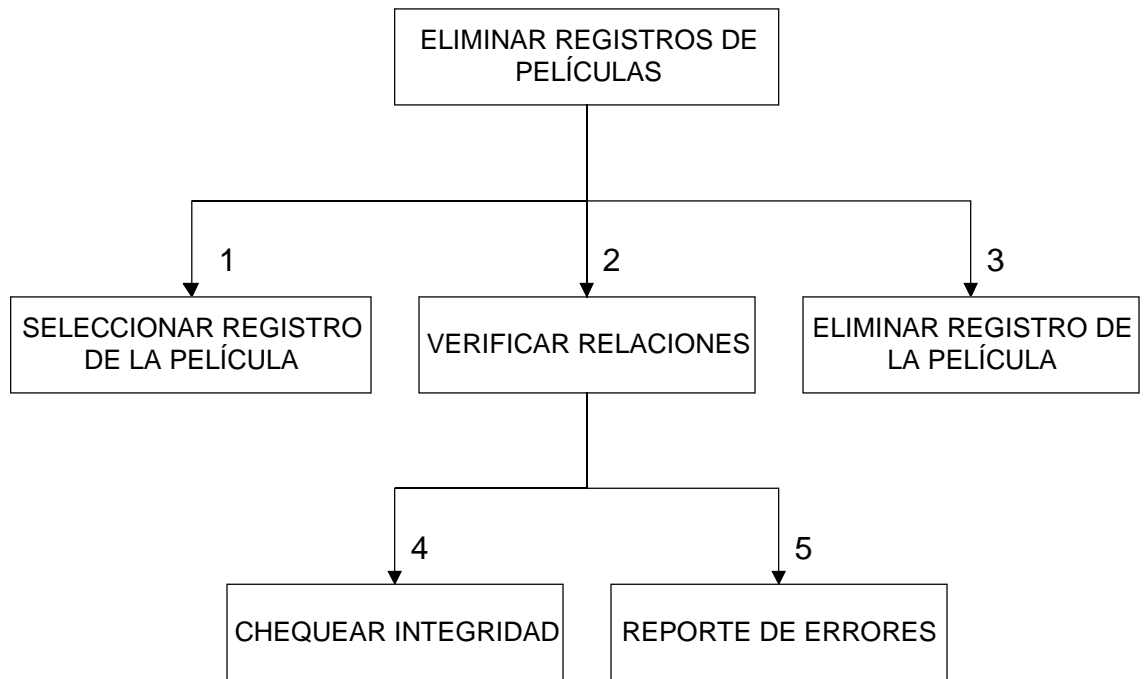 ELIMINAR REGISTROS DE
PELÍCULAS
1
2
3
SELECCIONAR REGISTRO
DE LA PELÍCULA
VERIFICAR RELACIONES
ELIMINAR REGISTRO DE
LA PELÍCULA
4
5
CHEQUEAR INTEGRIDAD
REPORTE DE ERRORES